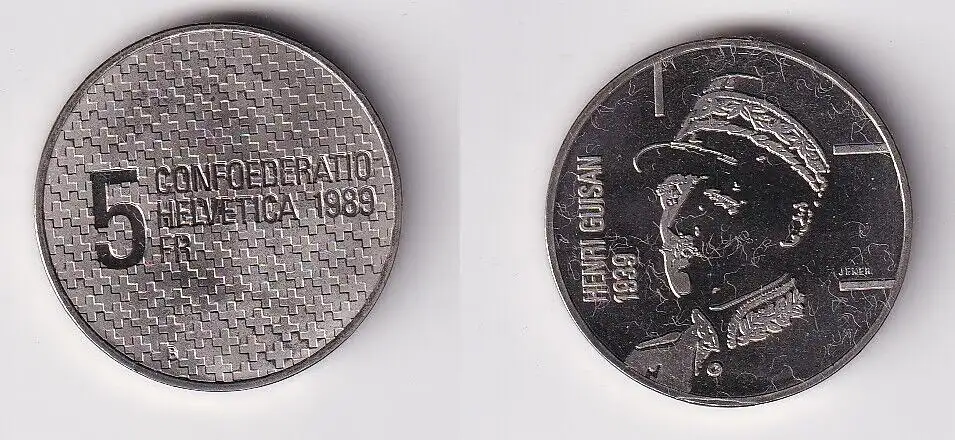 5
CONFOEDERATIO
HELVETICA 1989
FR
B
HENRI GUISAN
1939
JENER